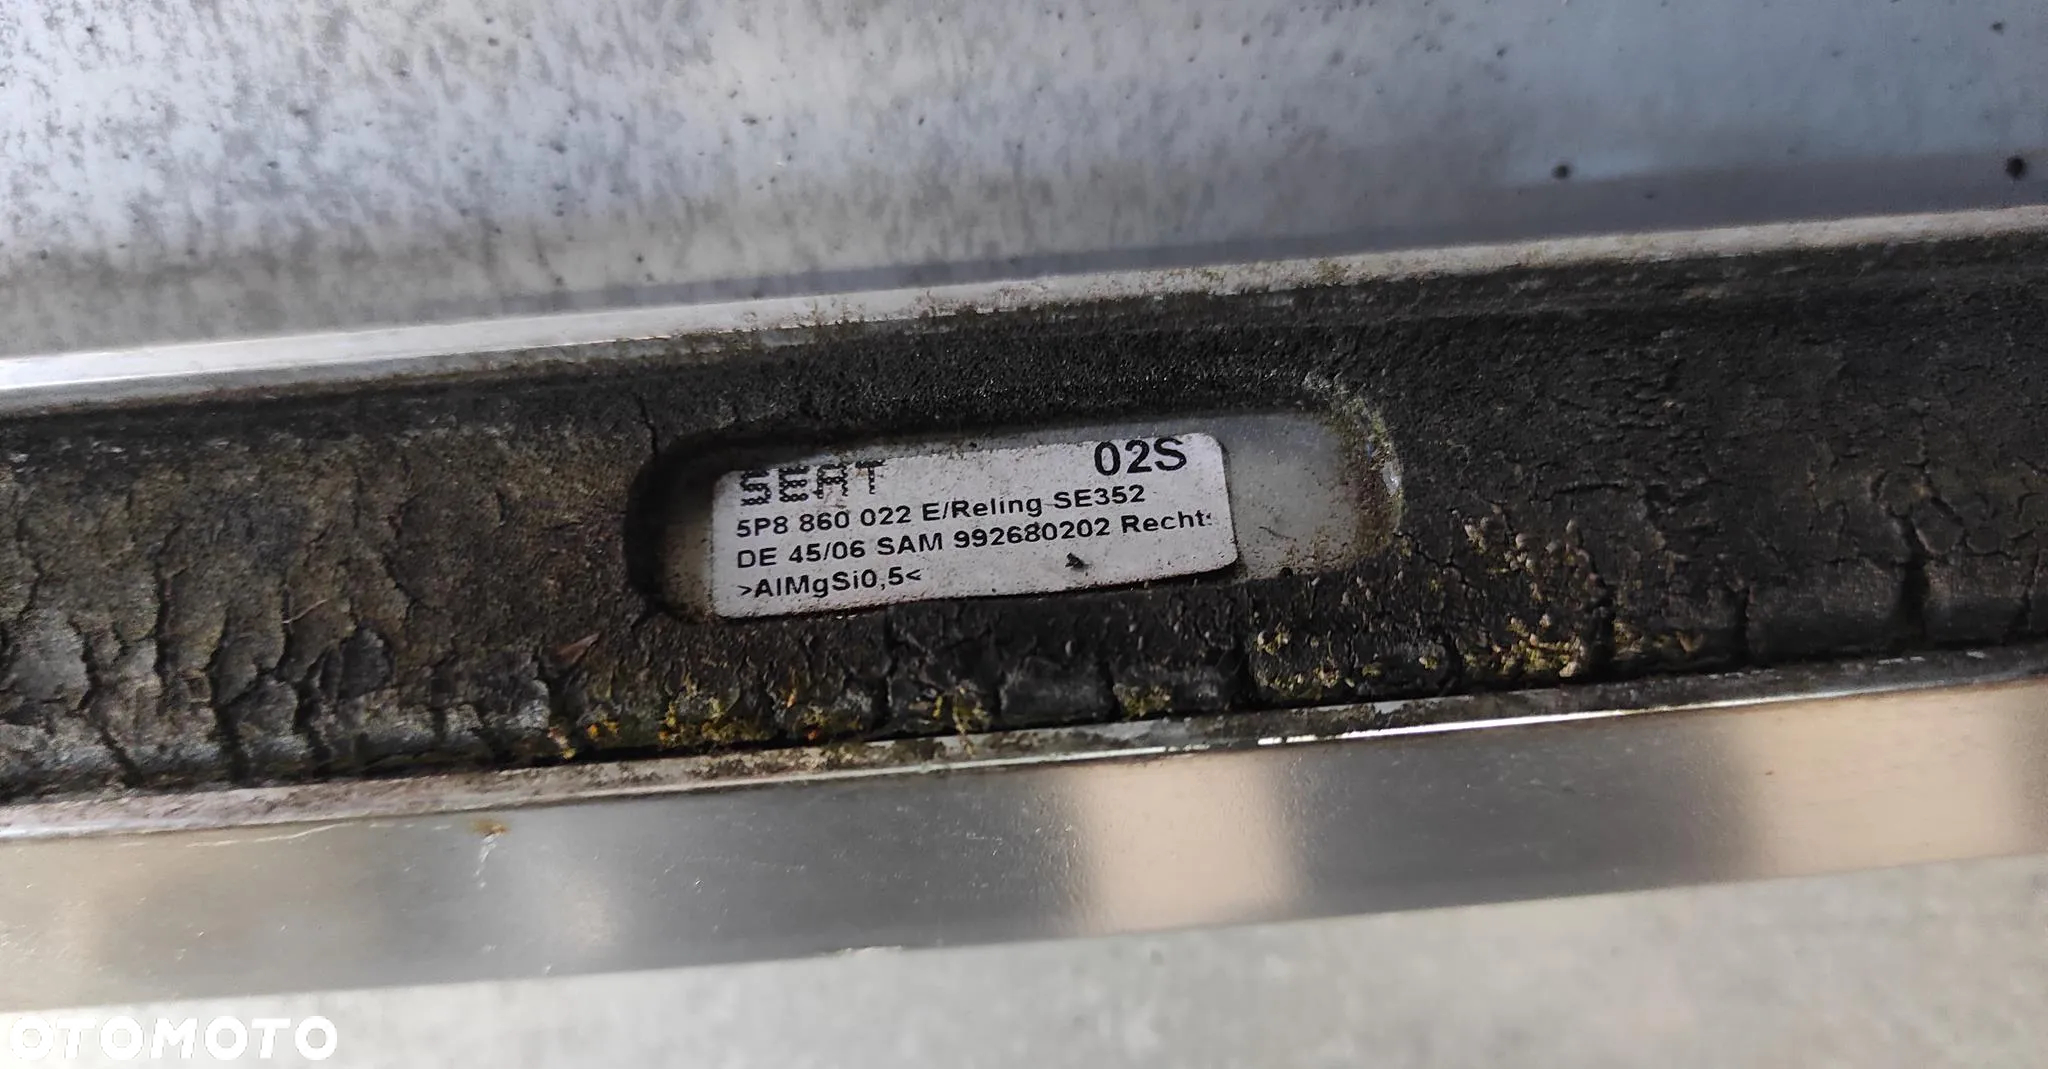 SEAT 02S
5P8 860 022 E/Reling SE352
DE 45/06 SAM 992680202 Rechts
>AlMgSi0,5<
OTOMOTO